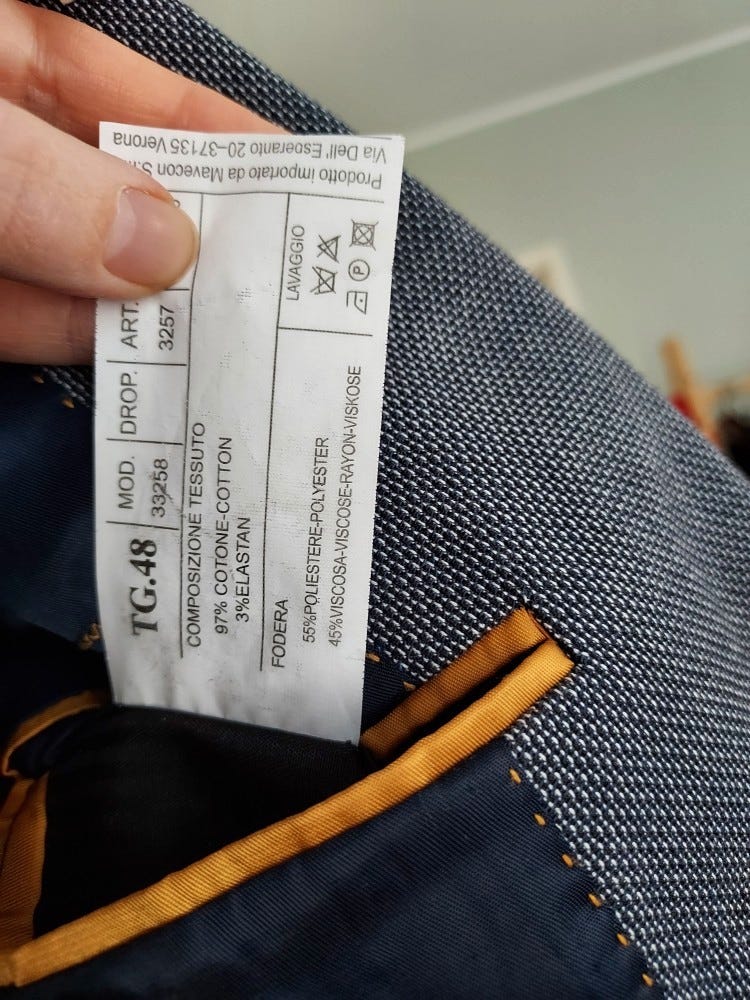 TG.48
MOD.
DROP.
ART.
33258
3257
COMPOSIZIONE TESSUTO
97% COTONE-COTTON
3%ELASTAN
FODERA
LAVAGGIO
P
55%POLIESTERE-POLYESTER
45%VISCOSA-VISCOSE-RAYON-VISKOSE
Prodotto importato da Mavecon
Via Dell' Esperanto 20–37135 Verona